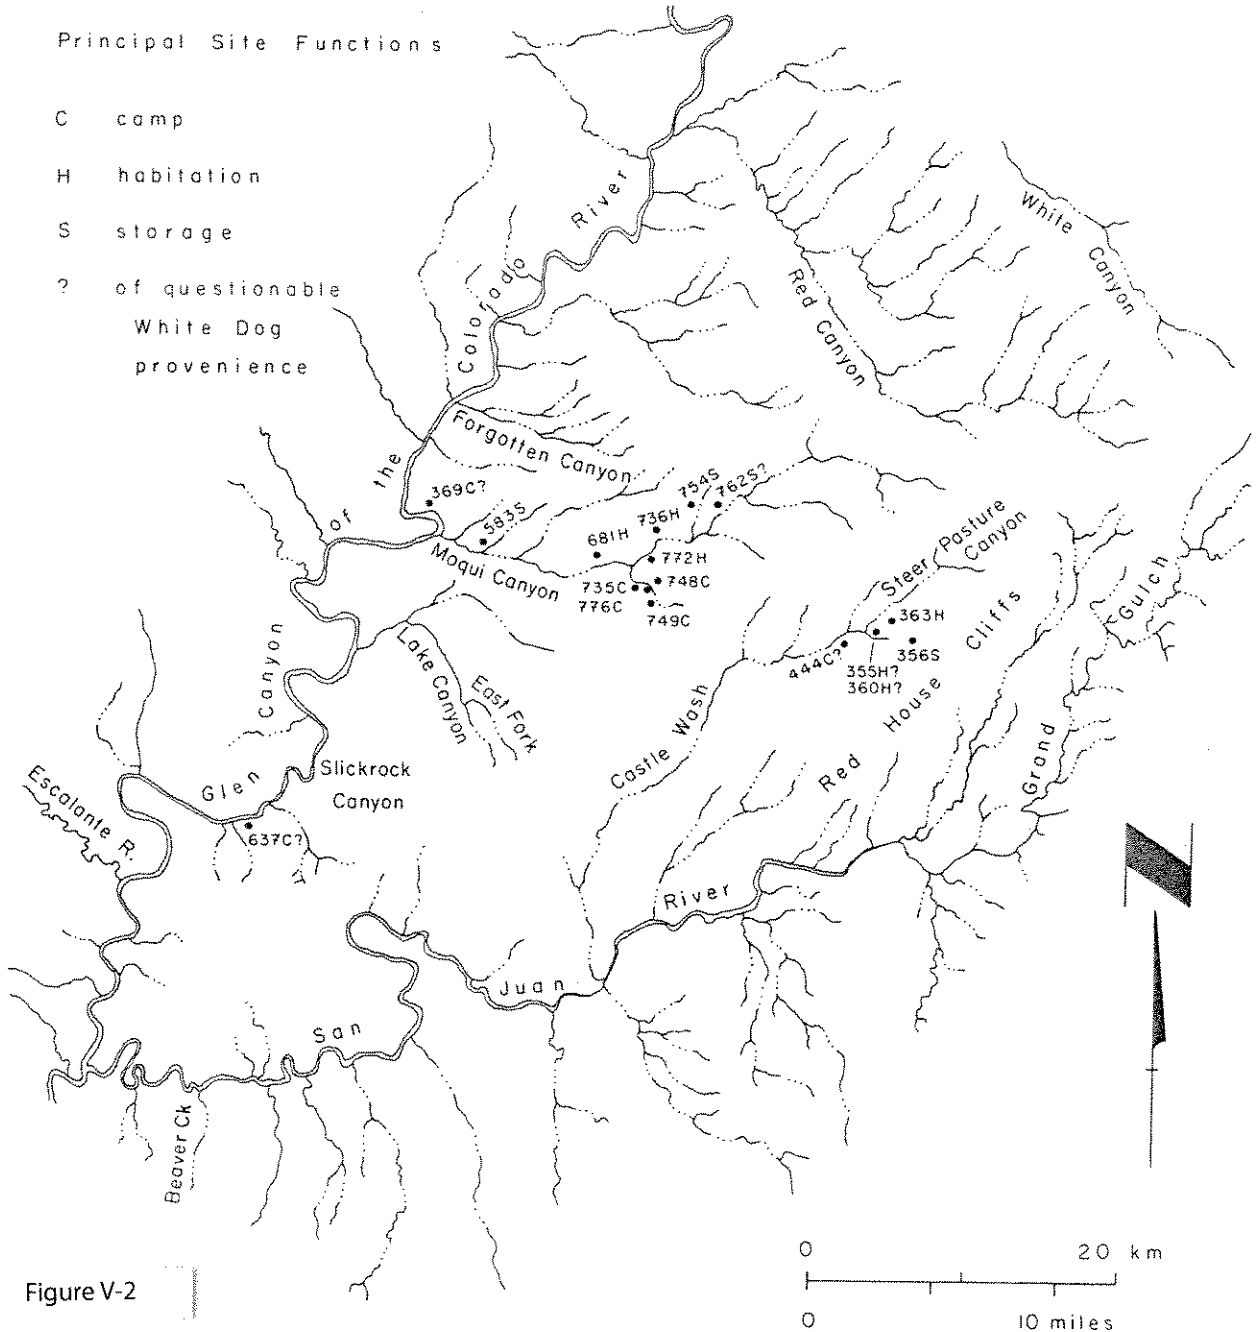 Principal Site Functions
C camp
H habitation
S storage
? of questionable
White Dog
provenience
Colorado River
White Canyon
Red Canyon
Forgotten Canyon
of the
369C?
583S
754S
762S?
736H
681H
772H
Moqui Canyon
735C
748C
776C
749C
Steer Pasture
Canyon
363H
444C?
356S
355H?
360H?
Cliffs
Gulch
Lake Canyon
East Fork
Canyon
Castle Wash
House
Red
Grand
Glen
Slickrock
Canyon
Escalante R.
637C?
River
Juan
San
Beaver Ck
N
0 20 km
0 10 miles
Figure V-2